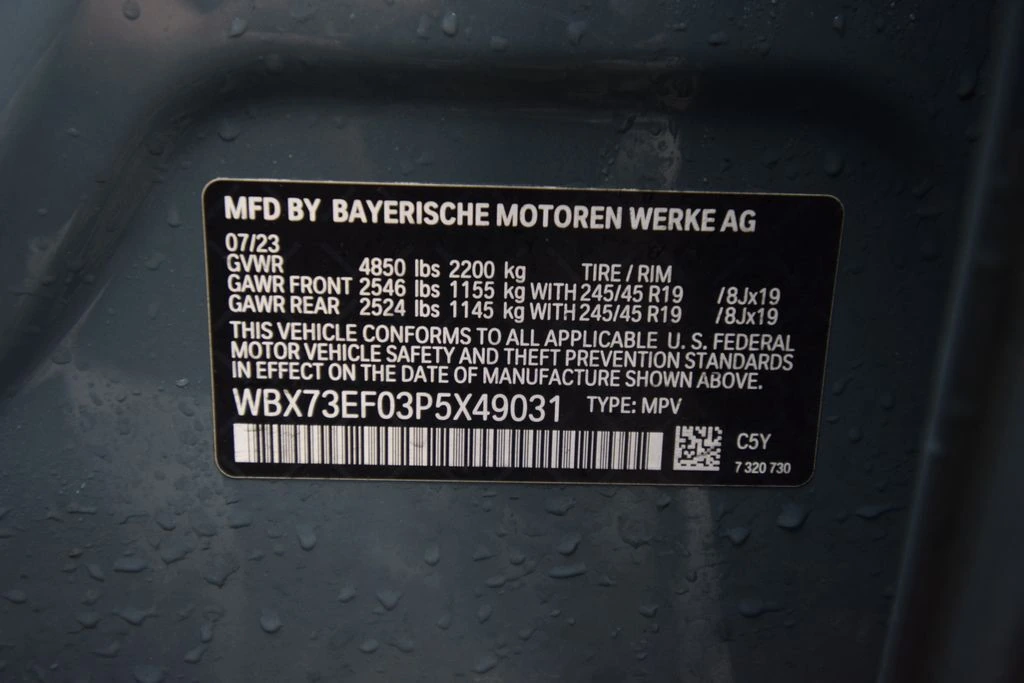 MFD BY BAYERISCHE MOTOREN WERKE AG
07/23
GVWR 4850 lbs 2200 kg TIRE / RIM
GAWR FRONT 2546 lbs 1155 kg WITH 245/45 R19 /8Jx19
GAWR REAR 2524 lbs 1145 kg WITH 245/45 R19 /8Jx19
THIS VEHICLE CONFORMS TO ALL APPLICABLE U. S. FEDERAL
MOTOR VEHICLE SAFETY AND THEFT PREVENTION STANDARDS
IN EFFECT ON THE DATE OF MANUFACTURE SHOWN ABOVE.
WBX73EF03P5X49031 TYPE: MPV
C5Y
7 320 730